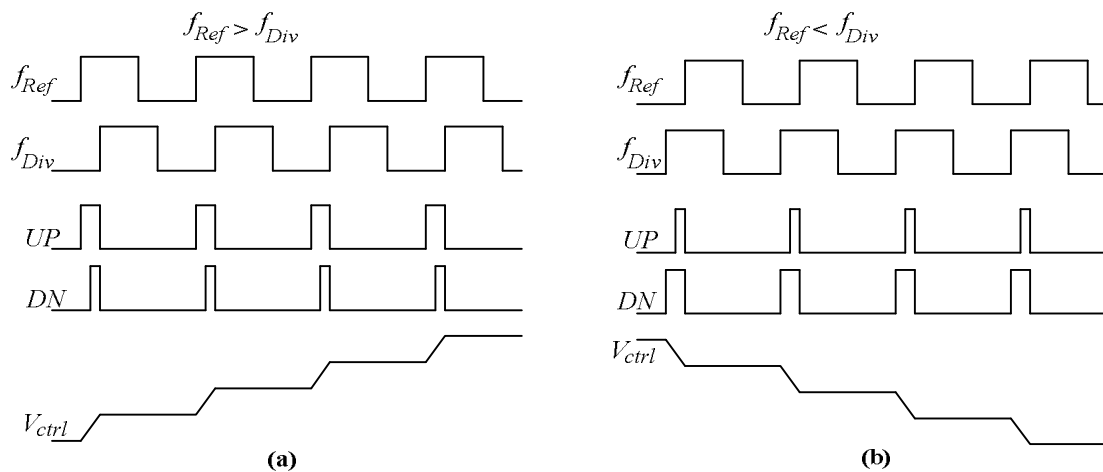 f_Ref > f_Div
f_Ref
f_Div
UP
DN
V_ctrl
(a)
f_Ref < f_Div
f_Ref
f_Div
UP
DN
V_ctrl
(b)